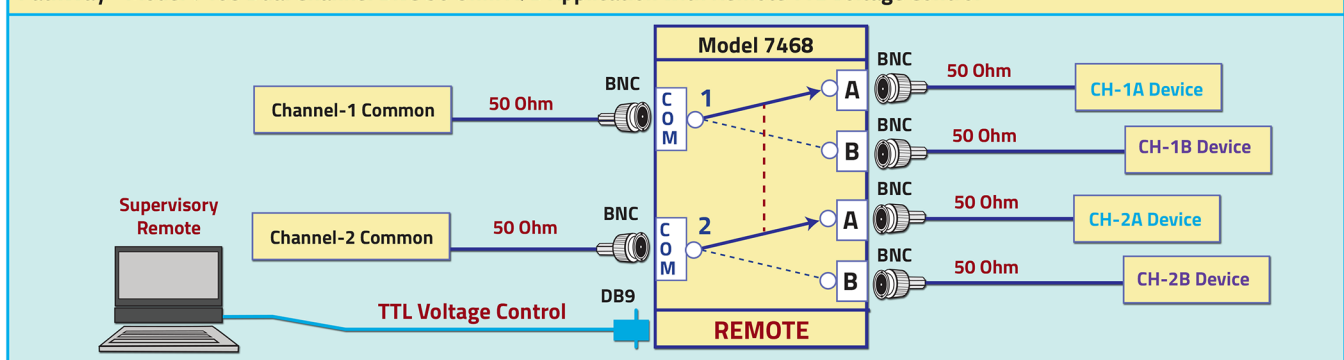 Model 7468
BNC
50 Ohm
CH-1A Device
Channel-1 Common
50 Ohm
BNC
COM
1
A
BNC
50 Ohm
CH-1B Device
B
Supervisory
Remote
Channel-2 Common
50 Ohm
BNC
COM
2
A
BNC
50 Ohm
CH-2A Device
B
BNC
50 Ohm
CH-2B Device
TTL Voltage Control
DB9
REMOTE